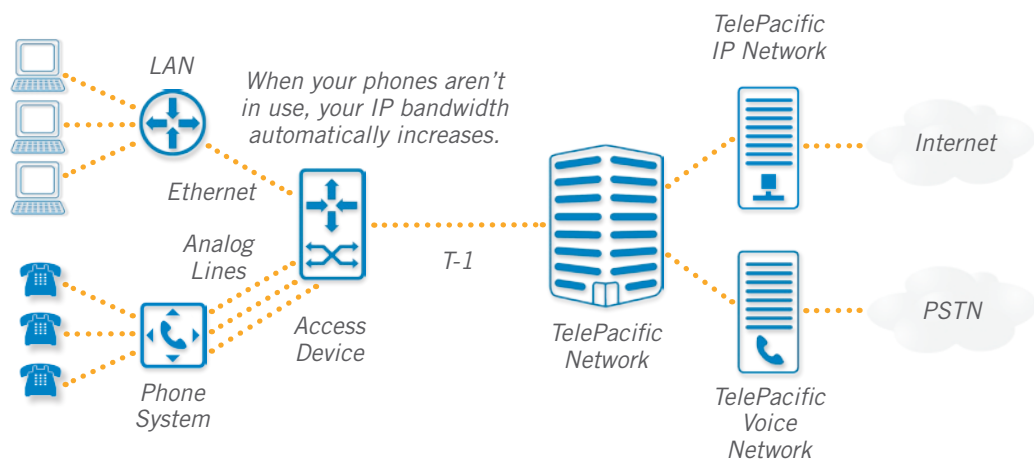 TelePacific
IP Network
LAN
When your phones aren't
in use, your IP bandwidth
automatically increases.
Internet
Ethernet
Analog
Lines
T-1
PSTN
Access
Device
TelePacific
Network
Phone
System
TelePacific
Voice
Network